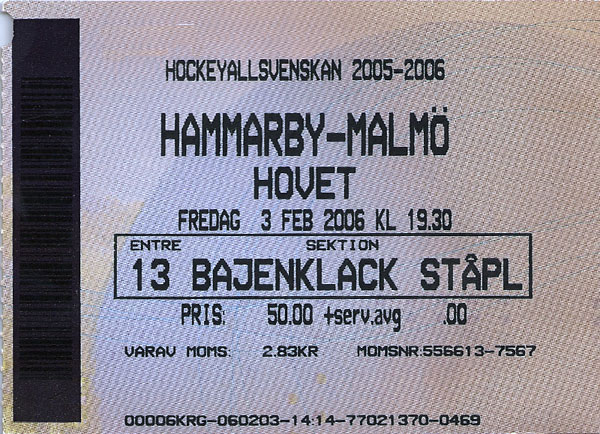 HOCKEYALLSVENSKAN 2005-2006
HAMMARBY-MALMÖ
HOVET
FREDAG 3 FEB 2006 KL 19.30
ENTRE SEKTION
13 BAJENKLACK STÅPL
PRIS: 50.00 +serv.avg .00
VARAV MOMS: 2.83KR MOMSNR:556613-7567
00006KRG-060203-14:14-77021370-0469